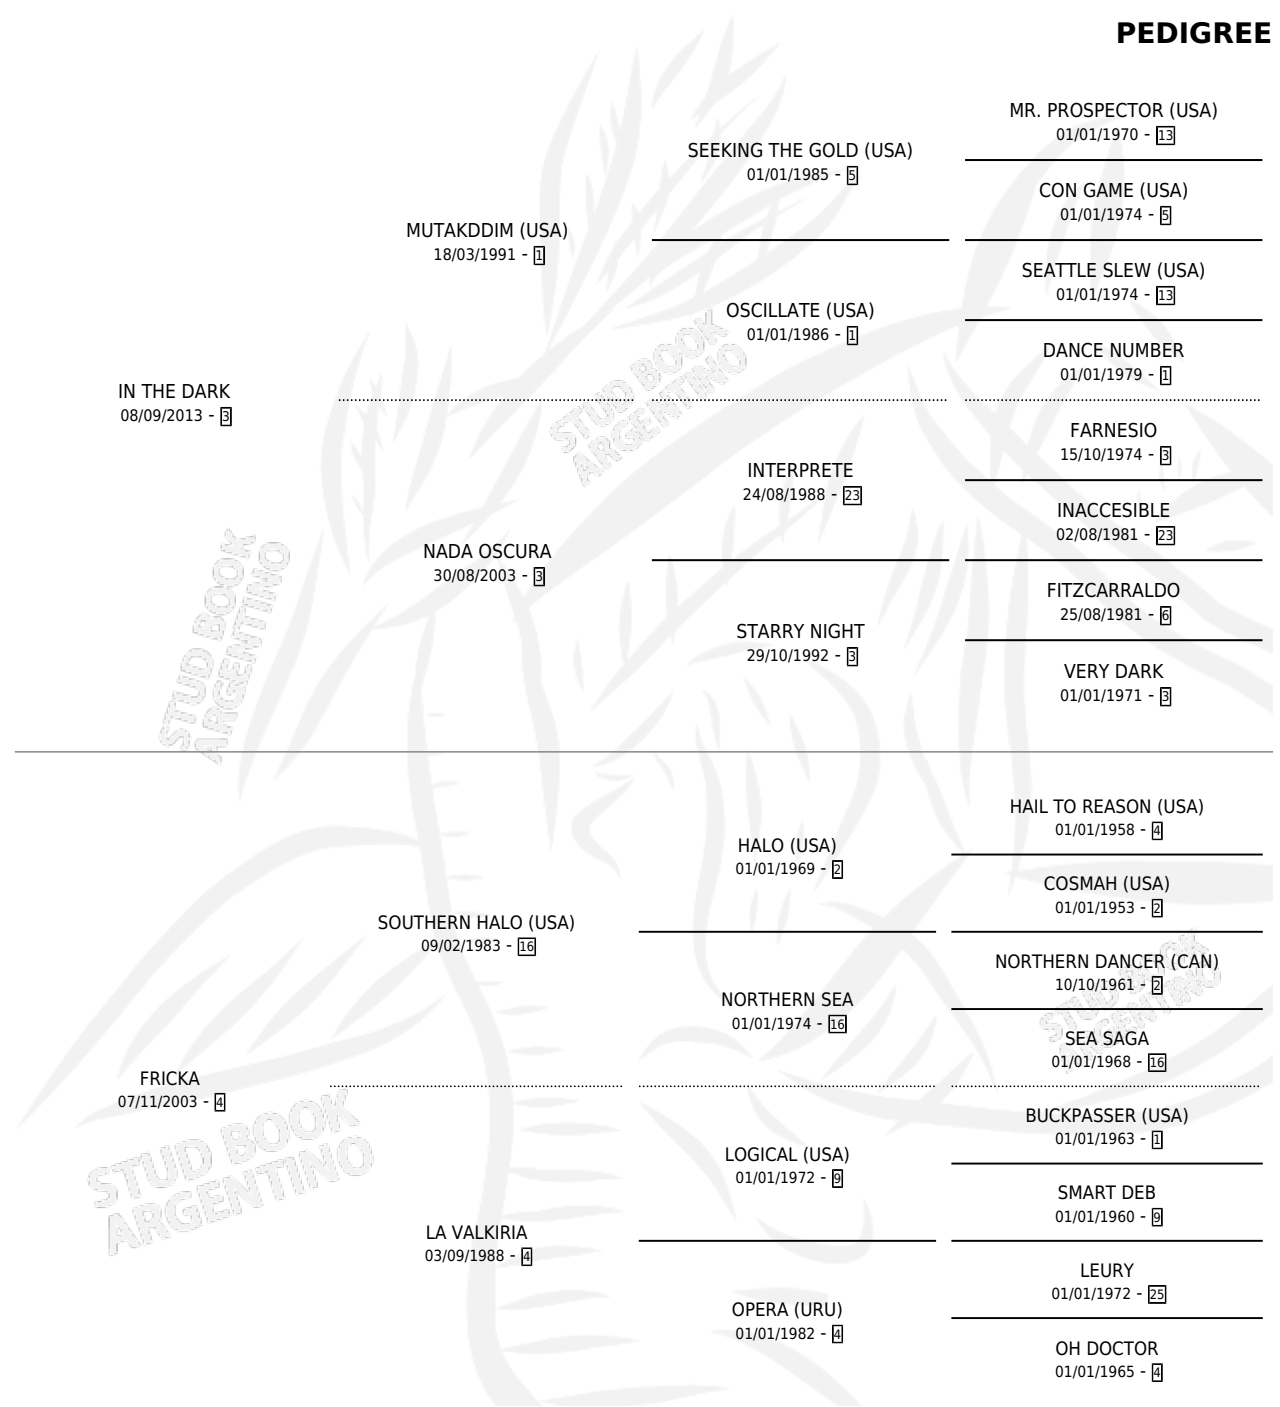 PEDIGREE
MR. PROSPECTOR (USA)
01/01/1970 - 13
SEEKING THE GOLD (USA)
01/01/1985 - 5
CON GAME (USA)
01/01/1974 - 5
MUTAKDDIM (USA)
18/03/1991 - 1
SEATTLE SLEW (USA)
01/01/1974 - 13
OSCILLATE (USA)
01/01/1986 - 1
DANCE NUMBER
01/01/1979 - 1
IN THE DARK
08/09/2013 - 3
FARNESIO
15/10/1974 - 3
INTERPRETE
24/08/1988 - 23
INACCESIBLE
02/08/1981 - 23
NADA OSCURA
30/08/2003 - 3
FITZCARRALDO
25/08/1981 - 6
STARRY NIGHT
29/10/1992 - 3
VERY DARK
01/01/1971 - 3
HAIL TO REASON (USA)
01/01/1958 - 4
HALO (USA)
01/01/1969 - 2
COSMAH (USA)
01/01/1953 - 2
SOUTHERN HALO (USA)
09/02/1983 - 16
NORTHERN DANCER (CAN)
10/10/1961 - 2
NORTHERN SEA
01/01/1974 - 16
SEA SAGA
01/01/1968 - 16
FRICKA
07/11/2003 - 4
BUCKPASSER (USA)
01/01/1963 - 1
LOGICAL (USA)
01/01/1972 - 9
SMART DEB
01/01/1960 - 9
LA VALKIRIA
03/09/1988 - 4
LEURY
01/01/1972 - 25
OPERA (URU)
01/01/1982 - 4
OH DOCTOR
01/01/1965 - 4
STUD BOOK
ARGENTINO
STUD BOOK
ARGENTINO
STUD BOOK
ARGENTINO
STUD BOOK
ARGENTINO